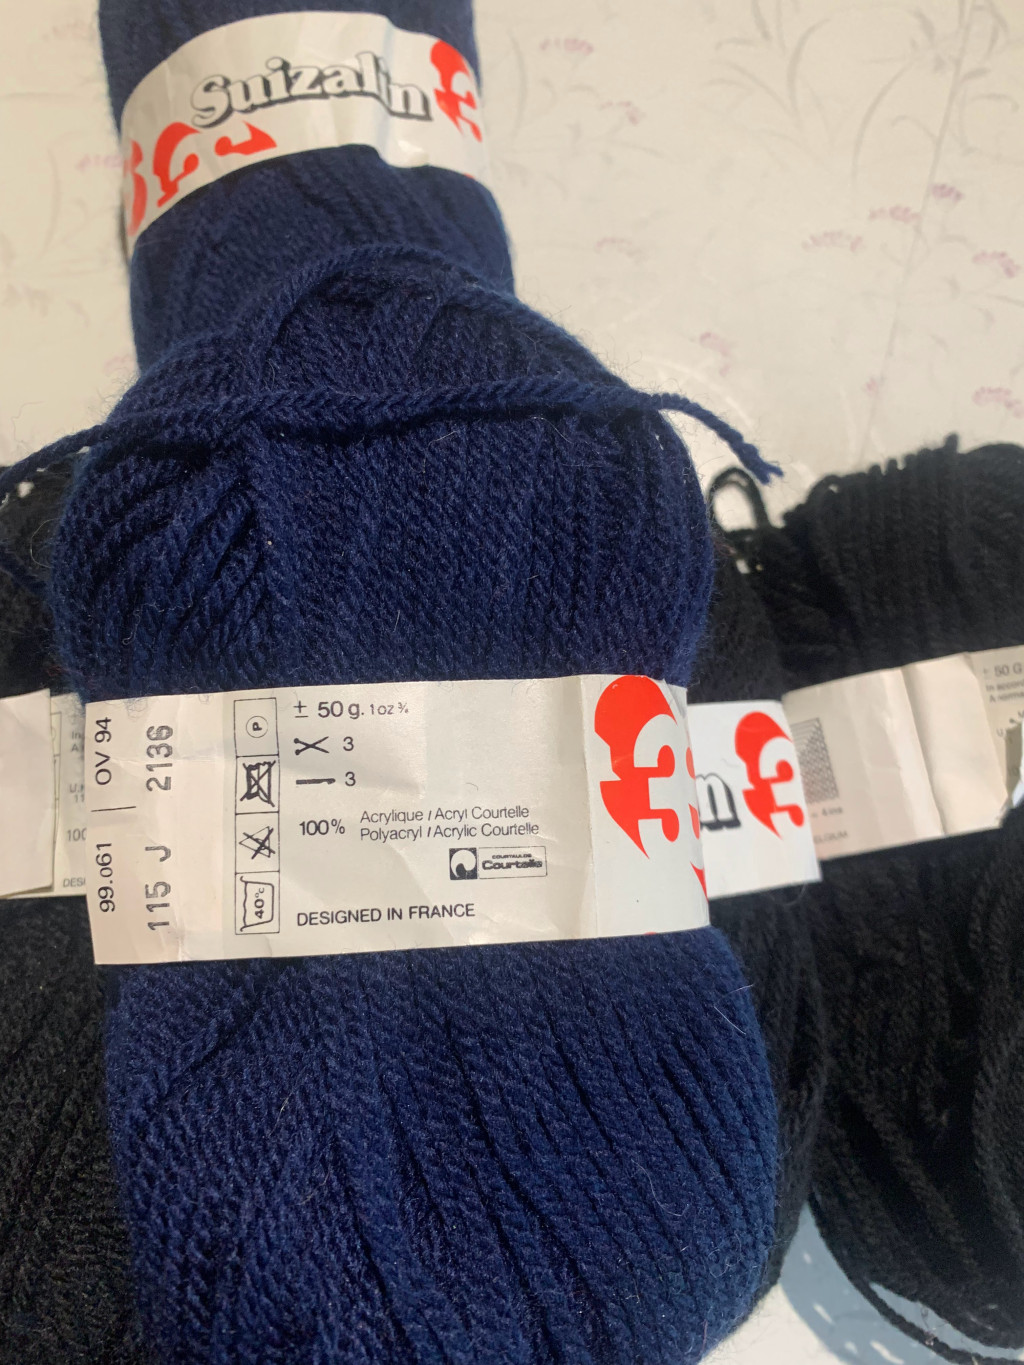 Suizalin
± 50 g. 1 oz ¾
3
3
100% Acrylique / Acryl Courtelle
Polyacryl / Acrylic Courtelle
COURTAULDS
Courtelle
DESIGNED IN FRANCE
P
40°C
99.061 | OV 94
115 J 2136
n
± 50 G